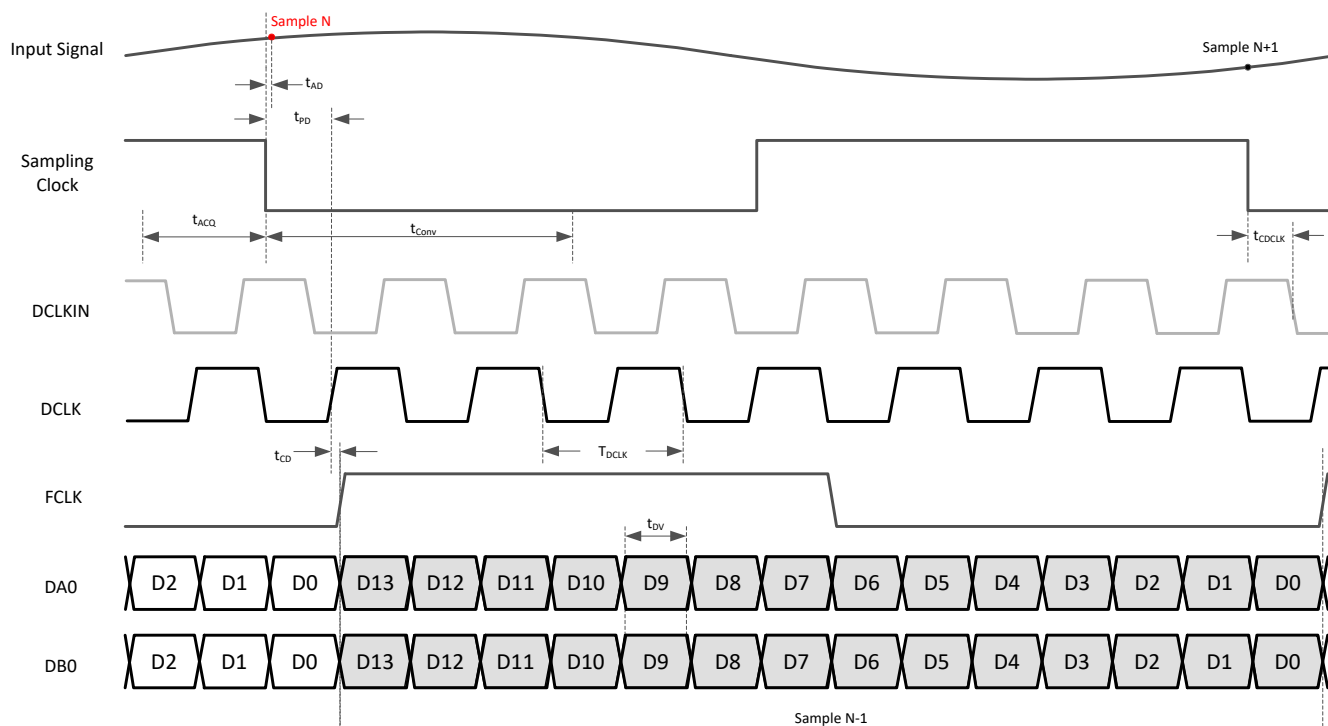 Sample N
Input Signal
Sample N+1
tAD
tPD
Sampling
Clock
tACQ
tConv
tCDCLK
DCLKIN
DCLK
tCD
TDCLK
FCLK
tDV
DA0 D2 D1 D0 D13 D12 D11 D10 D9 D8 D7 D6 D5 D4 D3 D2 D1 D0
DB0 D2 D1 D0 D13 D12 D11 D10 D9 D8 D7 D6 D5 D4 D3 D2 D1 D0
Sample N-1